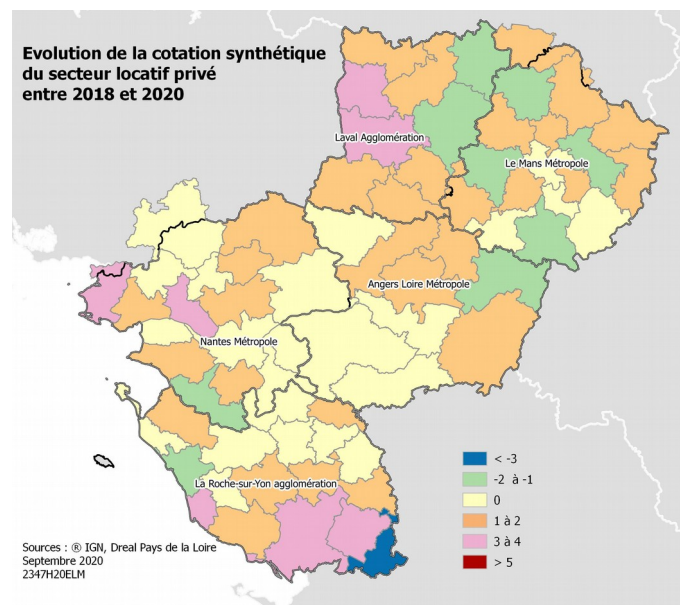 Evolution de la cotation synthétique
du secteur locatif privé
entre 2018 et 2020
Laval Agglomération
Le Mans Métropole
Angers Loire Métropole
Nantes Métropole
La Roche-sur-Yon agglomération
< -3
-2 à -1
0
1 à 2
3 à 4
> 5
Sources : ® IGN, Dreal Pays de la Loire
Septembre 2020
2347H20ELM